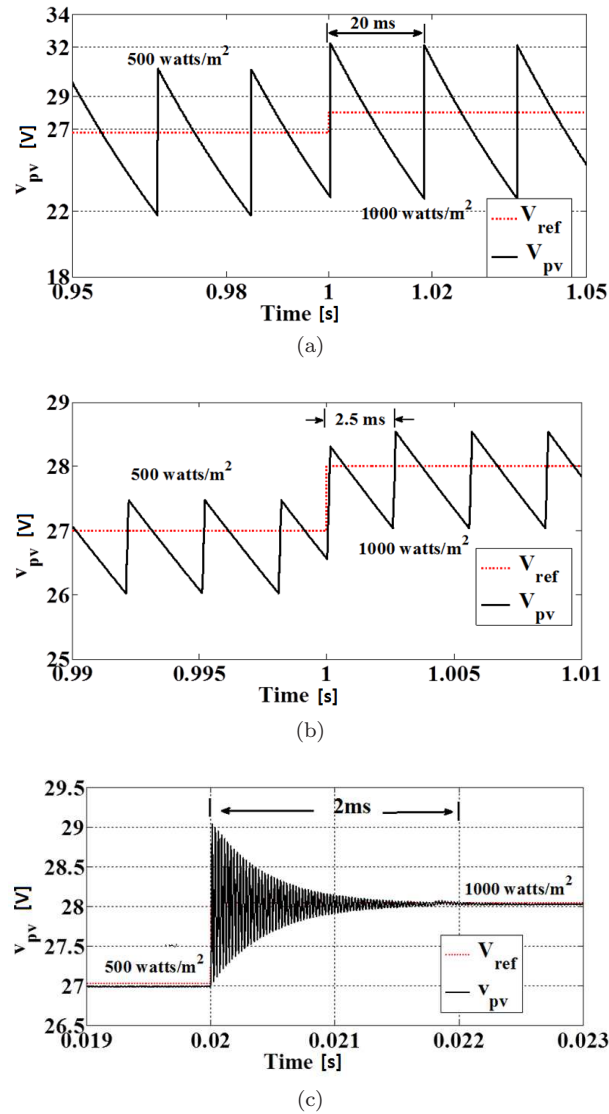 32
29
27
22
18
v_pv [V]
20 ms
500 watts/m^2
1000 watts/m^2
V_ref
V_pv
0.95
0.98
1
1.02
1.05
Time [s]
(a)
29
28
27
26
25
v_pv [V]
2.5 ms
500 watts/m^2
1000 watts/m^2
V_ref
V_pv
0.99
0.995
1
1.005
1.01
Time [s]
(b)
29.5
29
28.5
28
27.5
27
26.5
v_pv [V]
2ms
1000 watts/m^2
500 watts/m^2
V_ref
v_pv
0.019
0.02
0.021
0.022
0.023
Time [s]
(c)